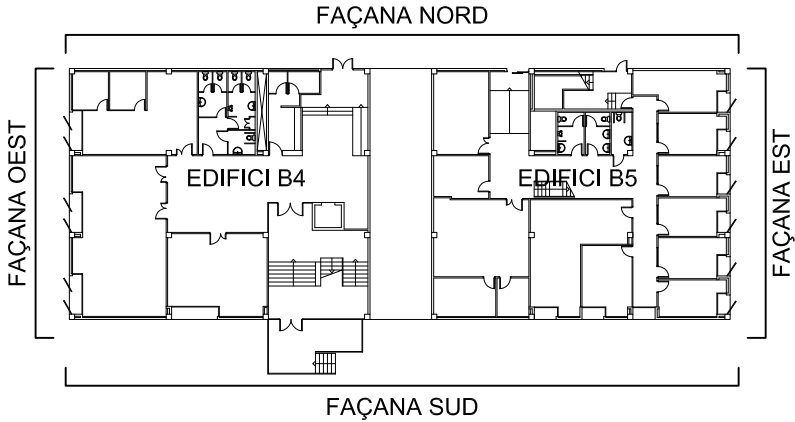 FAÇANA NORD
FAÇANA OEST
EDIFICI B4
EDIFICI B5
FAÇANA EST
FAÇANA SUD